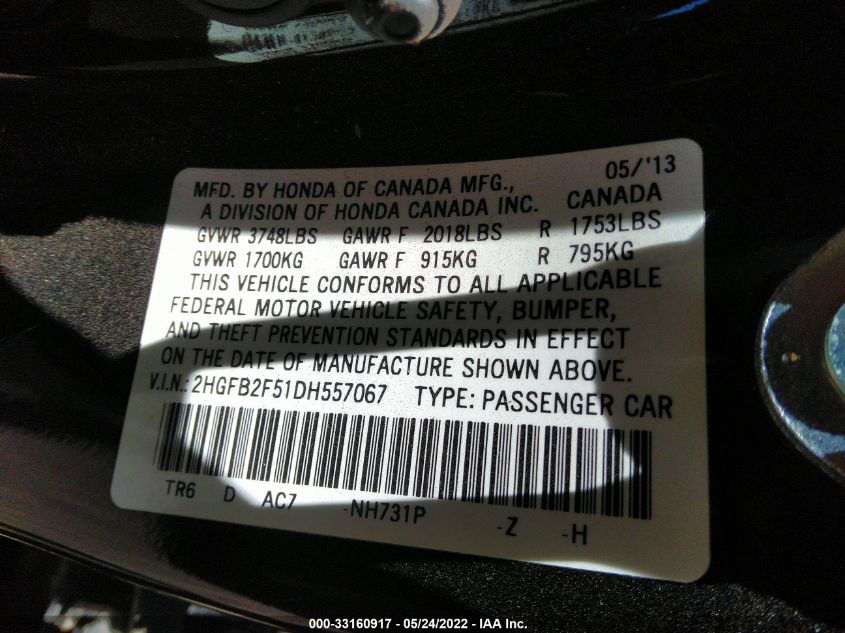 05/'13
MFD. BY HONDA OF CANADA MFG.,
A DIVISION OF HONDA CANADA INC. CANADA
GVWR 3748LBS GAWR F 2018LBS R 1753LBS
GVWR 1700KG GAWR F 915KG R 795KG
THIS VEHICLE CONFORMS TO ALL APPLICABLE
FEDERAL MOTOR VEHICLE SAFETY, BUMPER,
AND THEFT PREVENTION STANDARDS IN EFFECT
ON THE DATE OF MANUFACTURE SHOWN ABOVE.
V.I.N.: 2HGFB2F51DH557067 TYPE: PASSENGER CAR
TR6 D AC7 -NH731P -Z -H
000-33160917 - 05/24/2022 - IAA Inc.